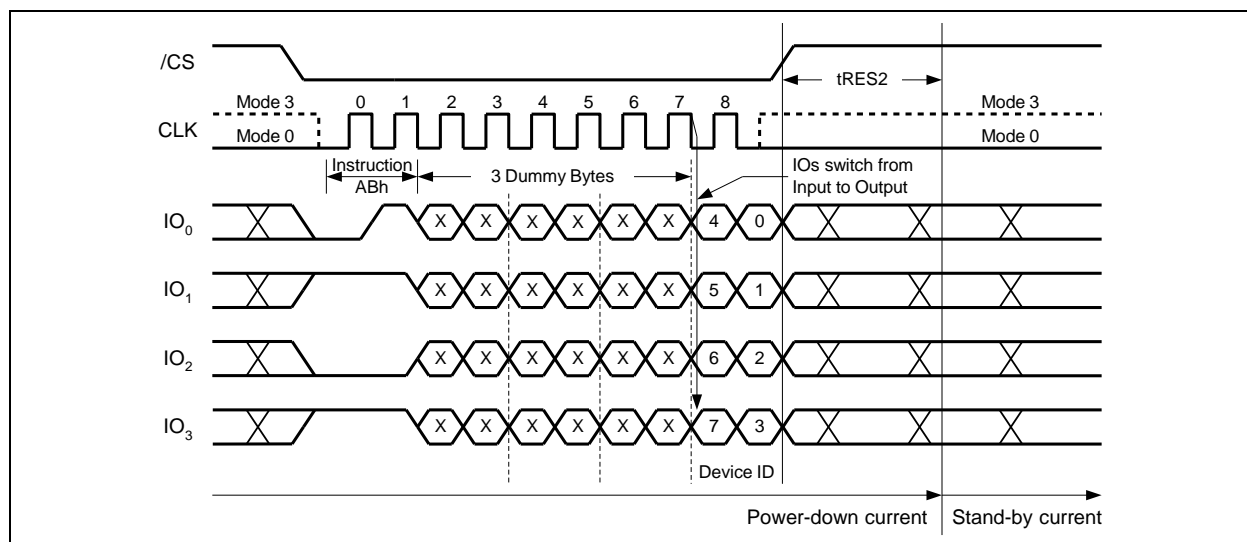 /CS
tRES2
Mode 3 0 1 2 3 4 5 6 7 8 Mode 3
CLK
Mode 0 Mode 0
Instruction
ABh
3 Dummy Bytes
IOs switch from
Input to Output
IO0 X X X X X X 4 0
IO1 X X X X X X 5 1
IO2 X X X X X X 6 2
IO3 X X X X X X 7 3
Device ID
Power-down current Stand-by current